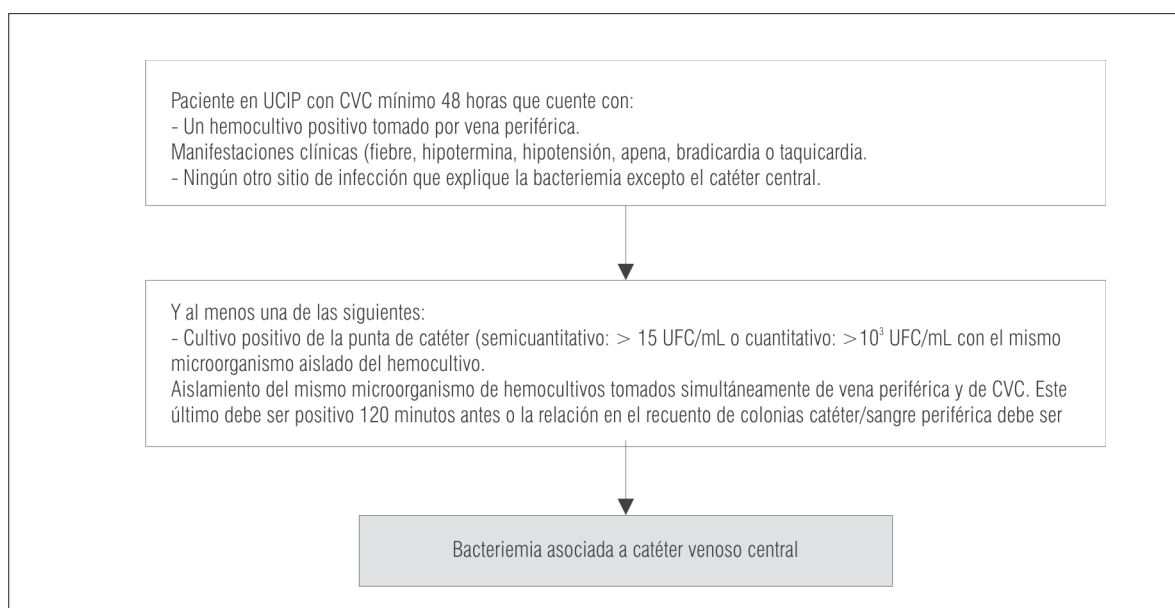 Paciente en UCIP con CVC mínimo 48 horas que cuente con:
- Un hemocultivo positivo tomado por vena periférica.
Manifestaciones clínicas (fiebre, hipotermina, hipotensión, apena, bradicardia o taquicardia.
- Ningún otro sitio de infección que explique la bacteriemia excepto el catéter central.
Y al menos una de las siguientes:
- Cultivo positivo de la punta de catéter (semicuantitativo: > 15 UFC/mL o cuantitativo: >10³ UFC/mL con el mismo
microorganismo aislado del hemocultivo.
Aislamiento del mismo microorganismo de hemocultivos tomados simultáneamente de vena periférica y de CVC. Este
último debe ser positivo 120 minutos antes o la relación en el recuento de colonias catéter/sangre periférica debe ser
Bacteriemia asociada a catéter venoso central